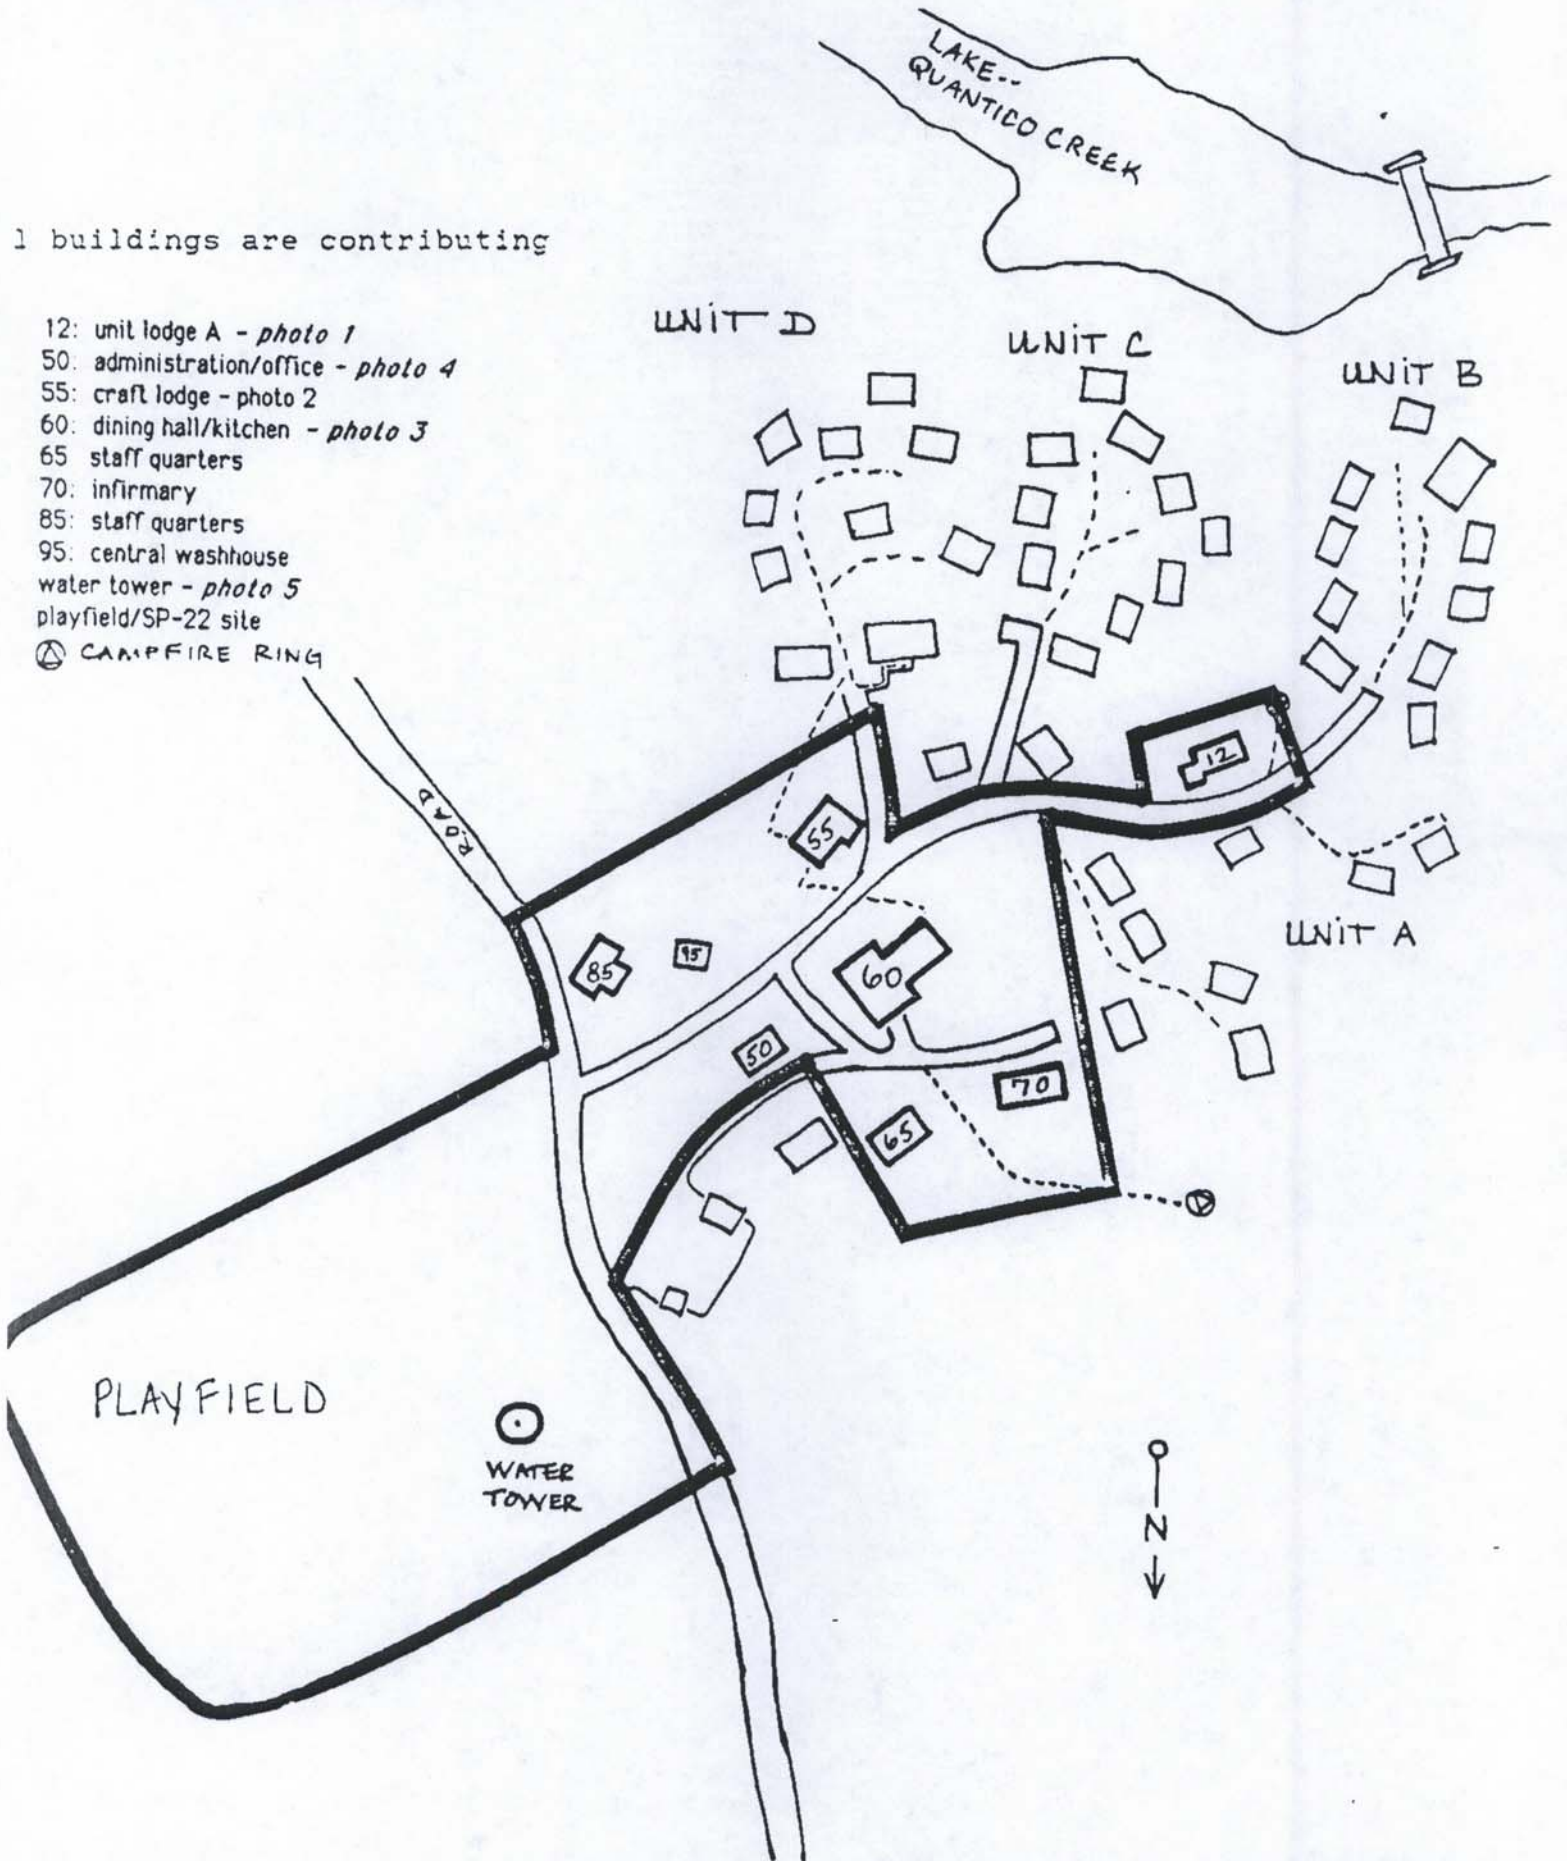 LAKE--
QUANTICO CREEK
l buildings are contributing
12: unit lodge A - photo 1
50: administration/office - photo 4
55: craft lodge - photo 2
60: dining hall/kitchen - photo 3
65 staff quarters
70: infirmary
85: staff quarters
95: central washhouse
water tower - photo 5
playfield/SP-22 site
CAMPFIRE RING
UNIT D
UNIT C
UNIT B
12
ROAD
55
UNIT A
85
95
60
50
70
65
PLAYFIELD
WATER
TOWER
N